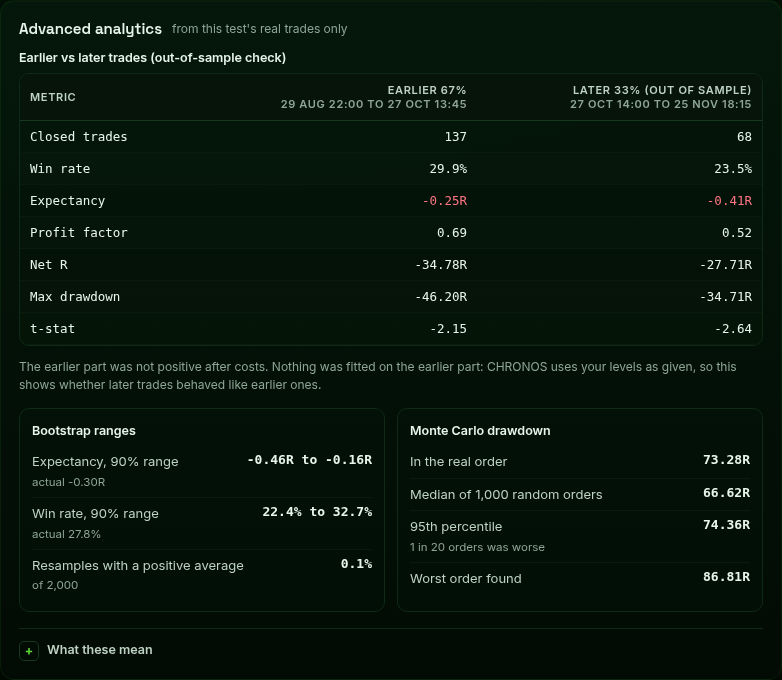 Advanced analytics from this test's real trades only
Earlier vs later trades (out-of-sample check)
METRIC
EARLIER 67%
29 AUG 22:00 TO 27 OCT 13:45
LATER 33% (OUT OF SAMPLE)
27 OCT 14:00 TO 25 NOV 18:15
Closed trades 137 68
Win rate 29.9% 23.5%
Expectancy -0.25R -0.41R
Profit factor 0.69 0.52
Net R -34.78R -27.71R
Max drawdown -46.20R -34.71R
t-stat -2.15 -2.64
The earlier part was not positive after costs. Nothing was fitted on the earlier part: CHRONOS uses your levels as given, so this
shows whether later trades behaved like earlier ones.
Bootstrap ranges
Expectancy, 90% range -0.46R to -0.16R
actual -0.30R
Win rate, 90% range 22.4% to 32.7%
actual 27.8%
Resamples with a positive average 0.1%
of 2,000
Monte Carlo drawdown
In the real order 73.28R
Median of 1,000 random orders 66.62R
95th percentile 74.36R
1 in 20 orders was worse
Worst order found 86.81R
+ What these mean